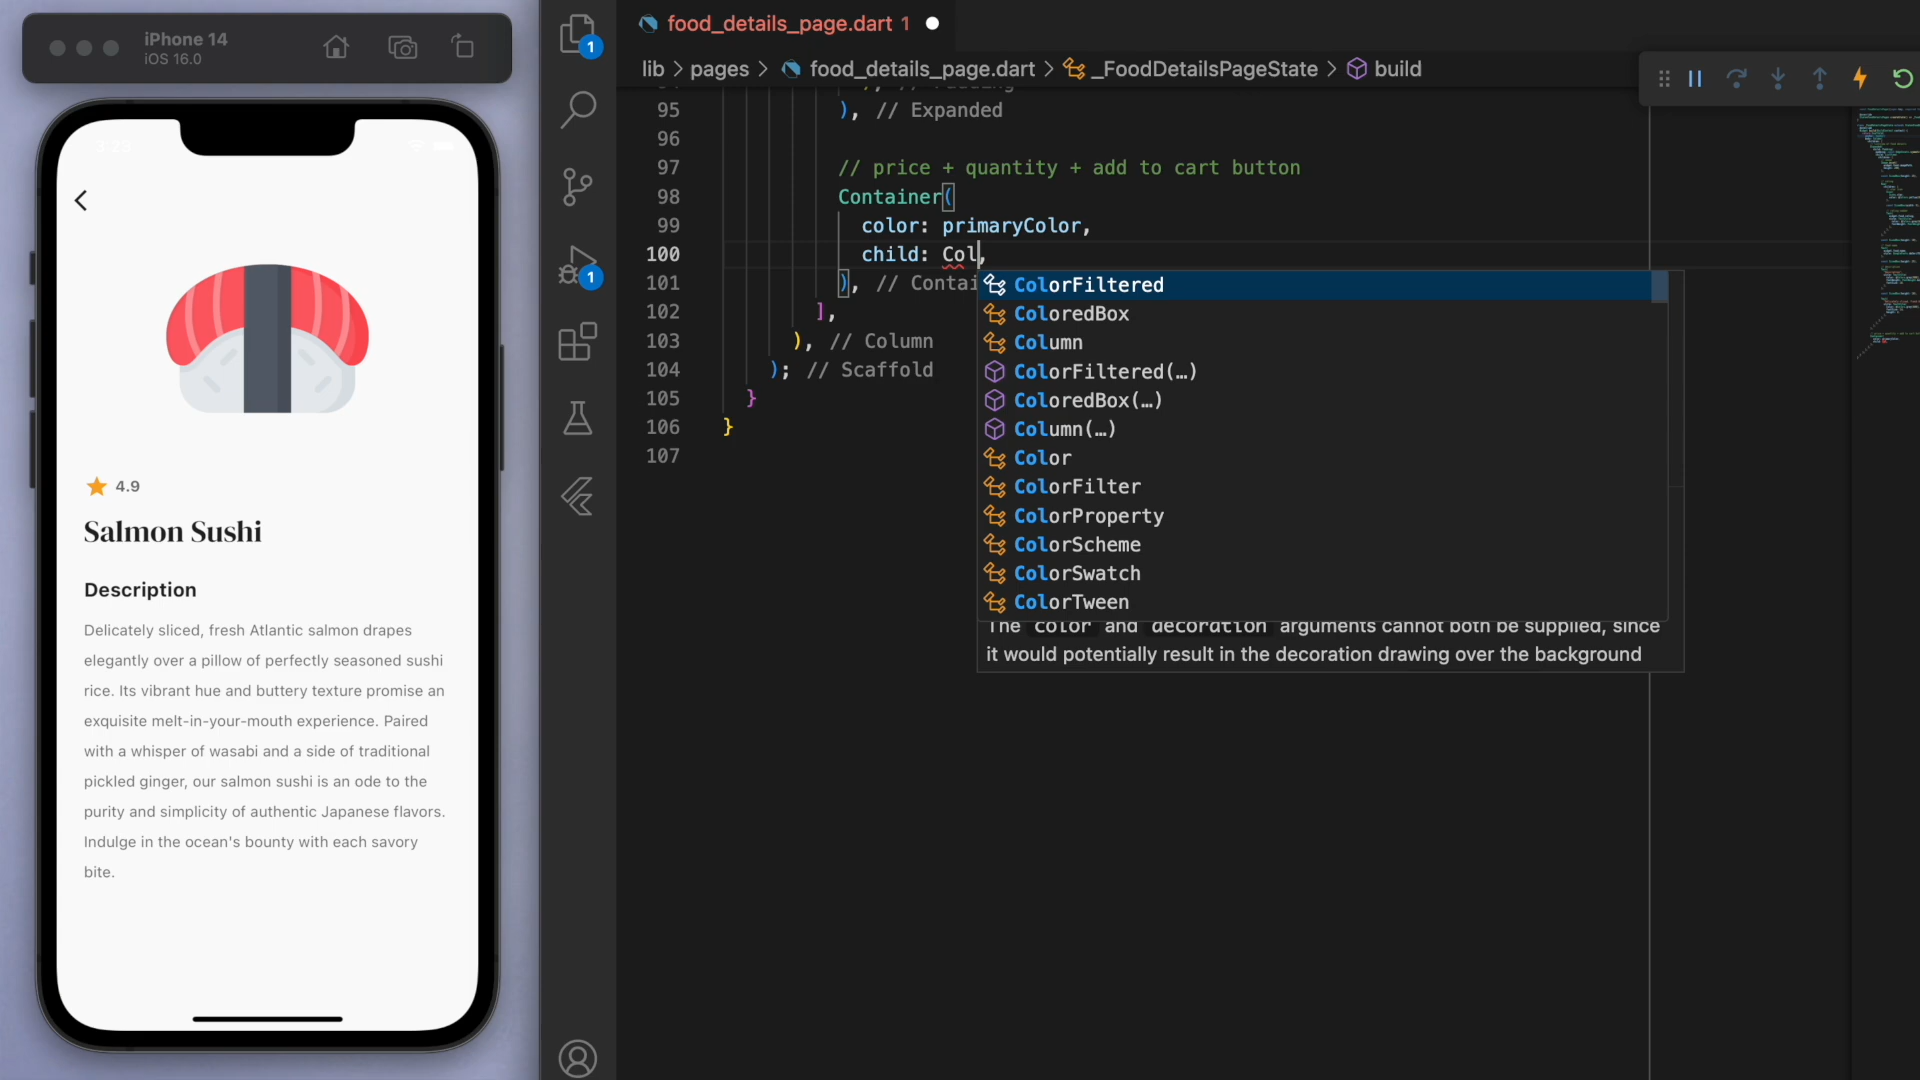 iPhone 14
iOS 16.0
4.9
Salmon Sushi
Description
Delicately sliced, fresh Atlantic salmon drapes
elegantly over a pillow of perfectly seasoned sushi
rice. Its vibrant hue and buttery texture promise an
exquisite melt-in-your-mouth experience. Paired
with a whisper of wasabi and a side of traditional
pickled ginger, our salmon sushi is an ode to the
purity and simplicity of authentic Japanese flavors.
Indulge in the ocean's bounty with each savory
bite.
1
1
food_details_page.dart 1
lib > pages > food_details_page.dart > _FoodDetailsPageState > build
95 ), // Expanded
96
97 // price + quantity + add to cart button
98 Container(
99 color: primaryColor,
100 child: Col,
101 ), // Contai
102 ],
103 ), // Column
104 ); // Scaffold
105 }
106 }
107
ColorFiltered
ColoredBox
Column
ColorFiltered(…)
ColoredBox(…)
Column(…)
Color
ColorFilter
ColorProperty
ColorScheme
ColorSwatch
ColorTween
The color and decoration arguments cannot both be supplied, since
it would potentially result in the decoration drawing over the background